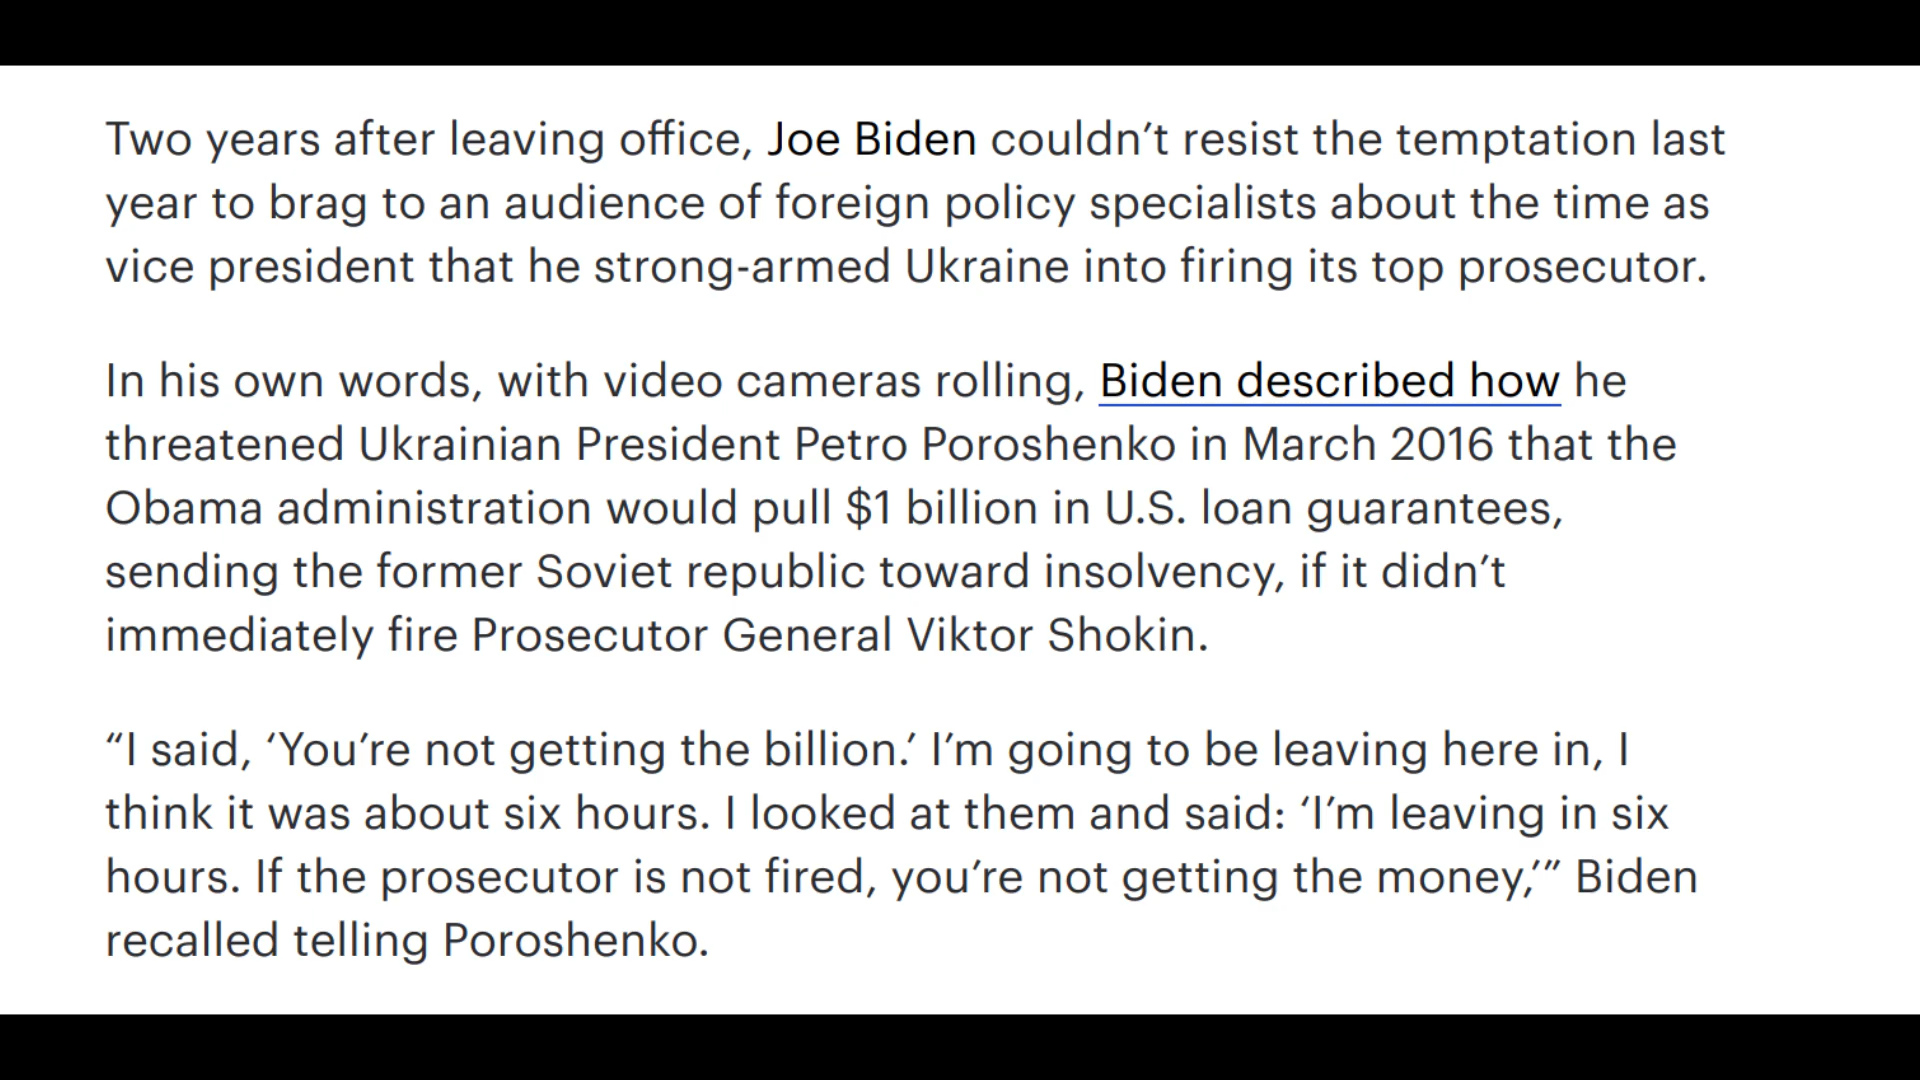 Two years after leaving office, Joe Biden couldn’t resist the temptation last
year to brag to an audience of foreign policy specialists about the time as
vice president that he strong-armed Ukraine into firing its top prosecutor.
In his own words, with video cameras rolling, Biden described how he
threatened Ukrainian President Petro Poroshenko in March 2016 that the
Obama administration would pull $1 billion in U.S. loan guarantees,
sending the former Soviet republic toward insolvency, if it didn’t
immediately fire Prosecutor General Viktor Shokin.
“I said, ‘You’re not getting the billion.’ I’m going to be leaving here in, I
think it was about six hours. I looked at them and said: ‘I’m leaving in six
hours. If the prosecutor is not fired, you’re not getting the money,’” Biden
recalled telling Poroshenko.